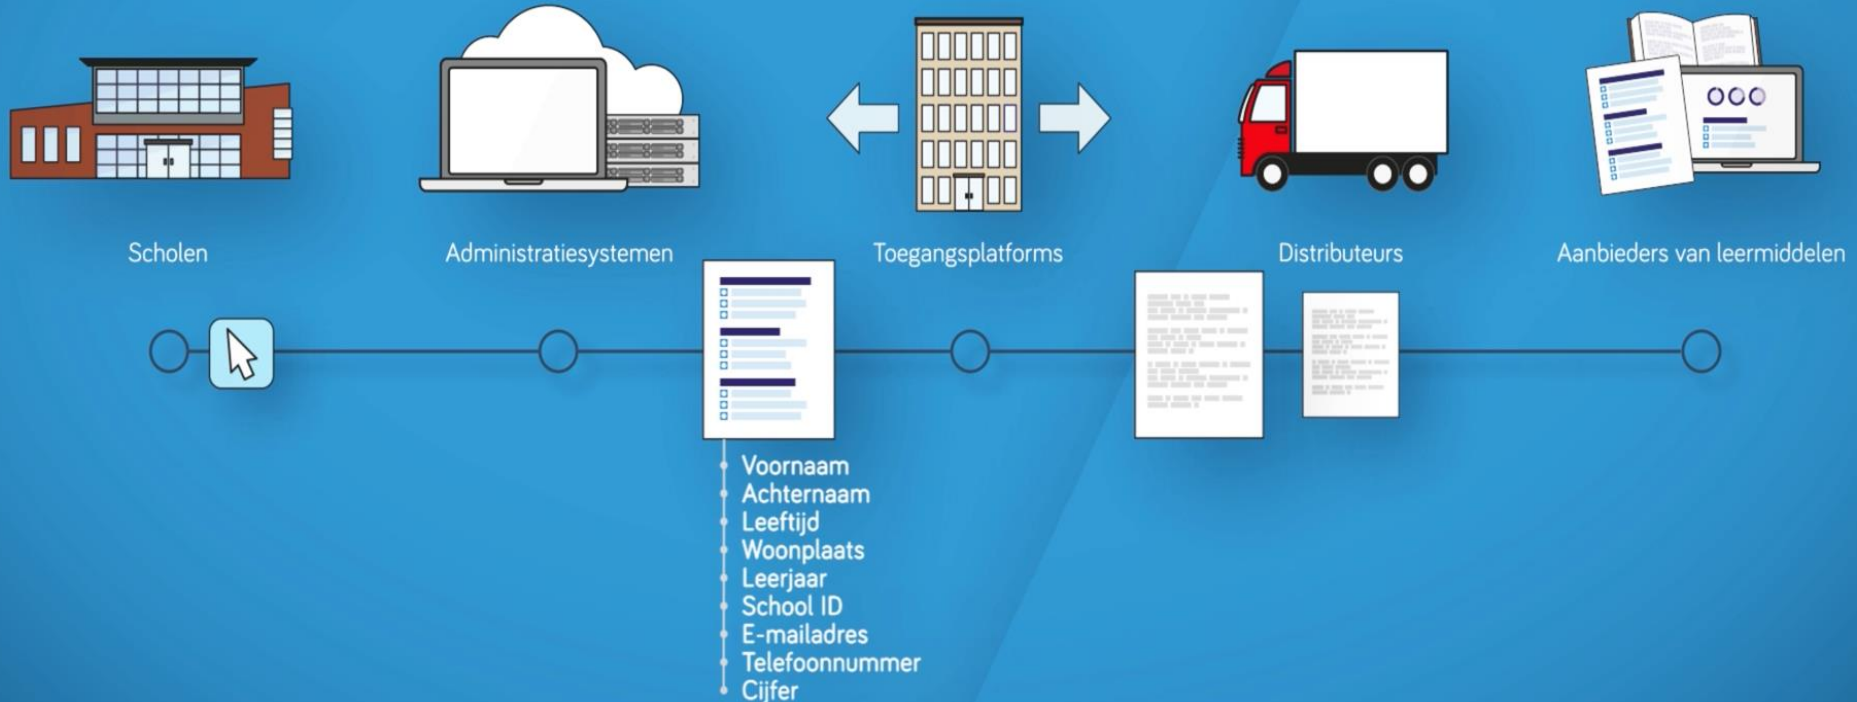 Scholen
Administratiesystemen
Toegangsplatforms
Distributeurs
Aanbieders van leermiddelen
Voornaam
Achternaam
Leeftijd
Woonplaats
Leerjaar
School ID
E-mailadres
Telefoonnummer
Cijfer